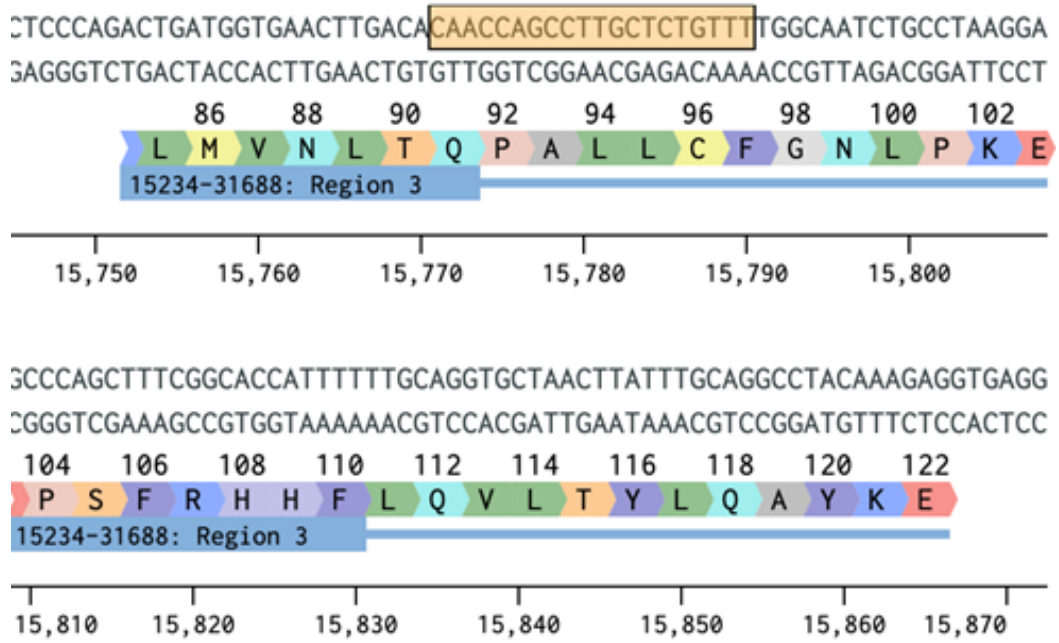 CTCCCAGACTGATGGTGAACTTGACACAACCAGCCTTGCTCTGTTTTGGCAATCTGCCTAAGGA
GAGGGTCTGACTACCACTTGAACTGTGTTGGTCGGAACGAGACAAAACCGTTAGACGGATTCCT
86 88 90 92 94 96 98 100 102
L M V N L T Q P A L L C F G N L P K E
15234-31688: Region 3
15,750 15,760 15,770 15,780 15,790 15,800
GCCCAGCTTTCGGCACCATTTTTTGCAGGTGCTAACTTATTTGCAGGCCTACAAAGAGGTGAGG
CGGGTCGAAAGCCGTGGTAAAAAACGTCCACGATTGAATAAACGTCCGGATGTTTCTCCACTCC
104 106 108 110 112 114 116 118 120 122
P S F R H H F L Q V L T Y L Q A Y K E
15234-31688: Region 3
15,810 15,820 15,830 15,840 15,850 15,860 15,870